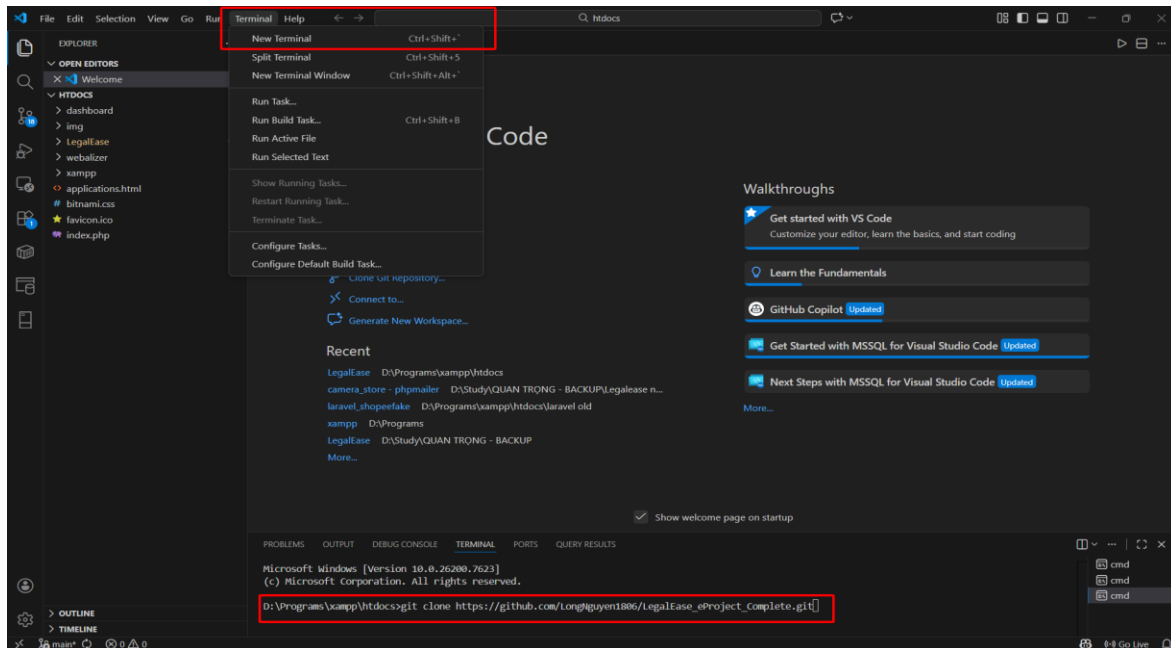 File Edit Selection View Go Run Terminal Help
htdocs
EXPLORER
OPEN EDITORS
Welcome
HTDOCS
dashboard
img
LegalEase
webalizer
xampp
applications.html
bitnami.css
favicon.ico
index.php
New Terminal Ctrl+Shift+`
Split Terminal Ctrl+Shift+5
New Terminal Window Ctrl+Shift+Alt+`
Run Task...
Run Build Task... Ctrl+Shift+B
Run Active File
Run Selected Text
Show Running Tasks...
Restart Running Task...
Terminate Task...
Configure Tasks...
Configure Default Build Task...
Code
Clone Git Repository...
Connect to...
Generate New Workspace...
Recent
LegalEase D:\Programs\xampp\htdocs
camera_store - phpmailer D:\Study\QUAN TRỌNG - BACKUP\Legalease n...
laravel_shopeefake D:\Programs\xampp\htdocs\laravel old
xampp D:\Programs
LegalEase D:\Study\QUAN TRỌNG - BACKUP
More...
Walkthroughs
Get started with VS Code
Customize your editor, learn the basics, and start coding
Learn the Fundamentals
GitHub Copilot Updated
Get Started with MSSQL for Visual Studio Code Updated
Next Steps with MSSQL for Visual Studio Code Updated
More...
Show welcome page on startup
PROBLEMS OUTPUT DEBUG CONSOLE TERMINAL PORTS QUERY RESULTS
Microsoft Windows [Version 10.0.26200.7623]
(c) Microsoft Corporation. All rights reserved.
D:\Programs\xampp\htdocs>git clone https://github.com/LongNguyen1806/LegalEase_eProject_Complete.git
cmd
cmd
cmd
OUTLINE
TIMELINE
main* 0 0
Go Live
18
1